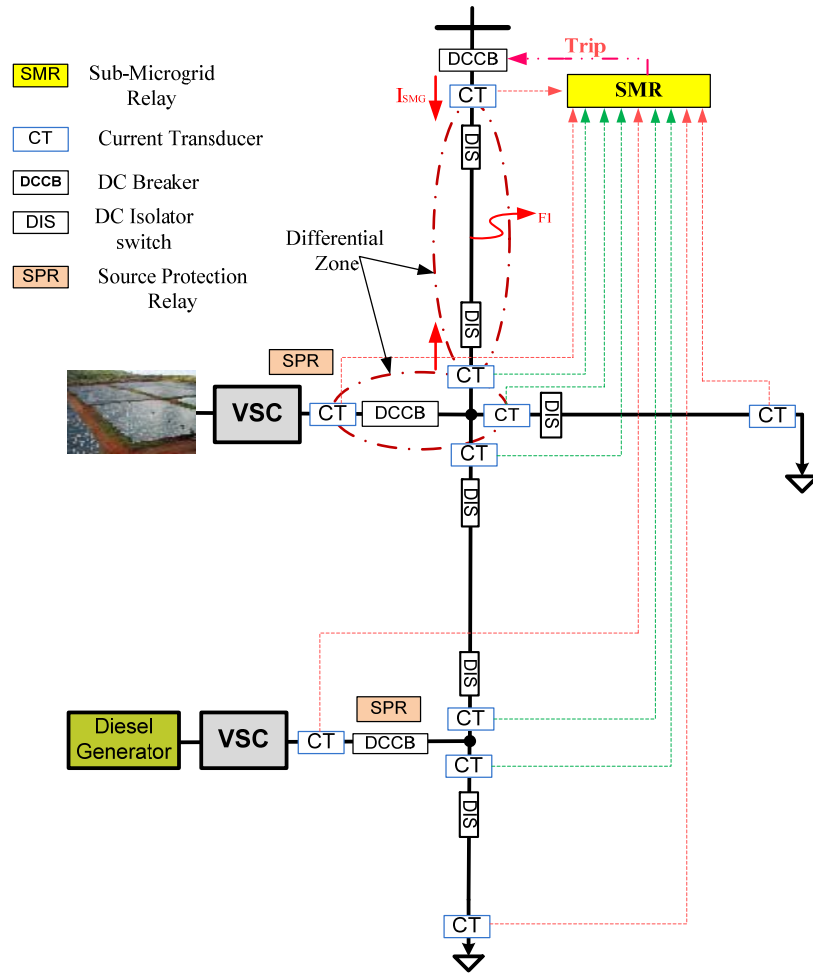 SMR
Sub-Microgrid
Relay
CT
Current Transducer
DCCB
DC Breaker
DIS
DC Isolator
switch
SPR
Source Protection
Relay
DCCB
Trip
SMR
ISMG
CT
DIS
F1
Differential
Zone
DIS
SPR
CT
VSC
CT
DCCB
CT
DIS
CT
CT
DIS
DIS
SPR
CT
Diesel
Generator
VSC
CT
DCCB
CT
DIS
CT